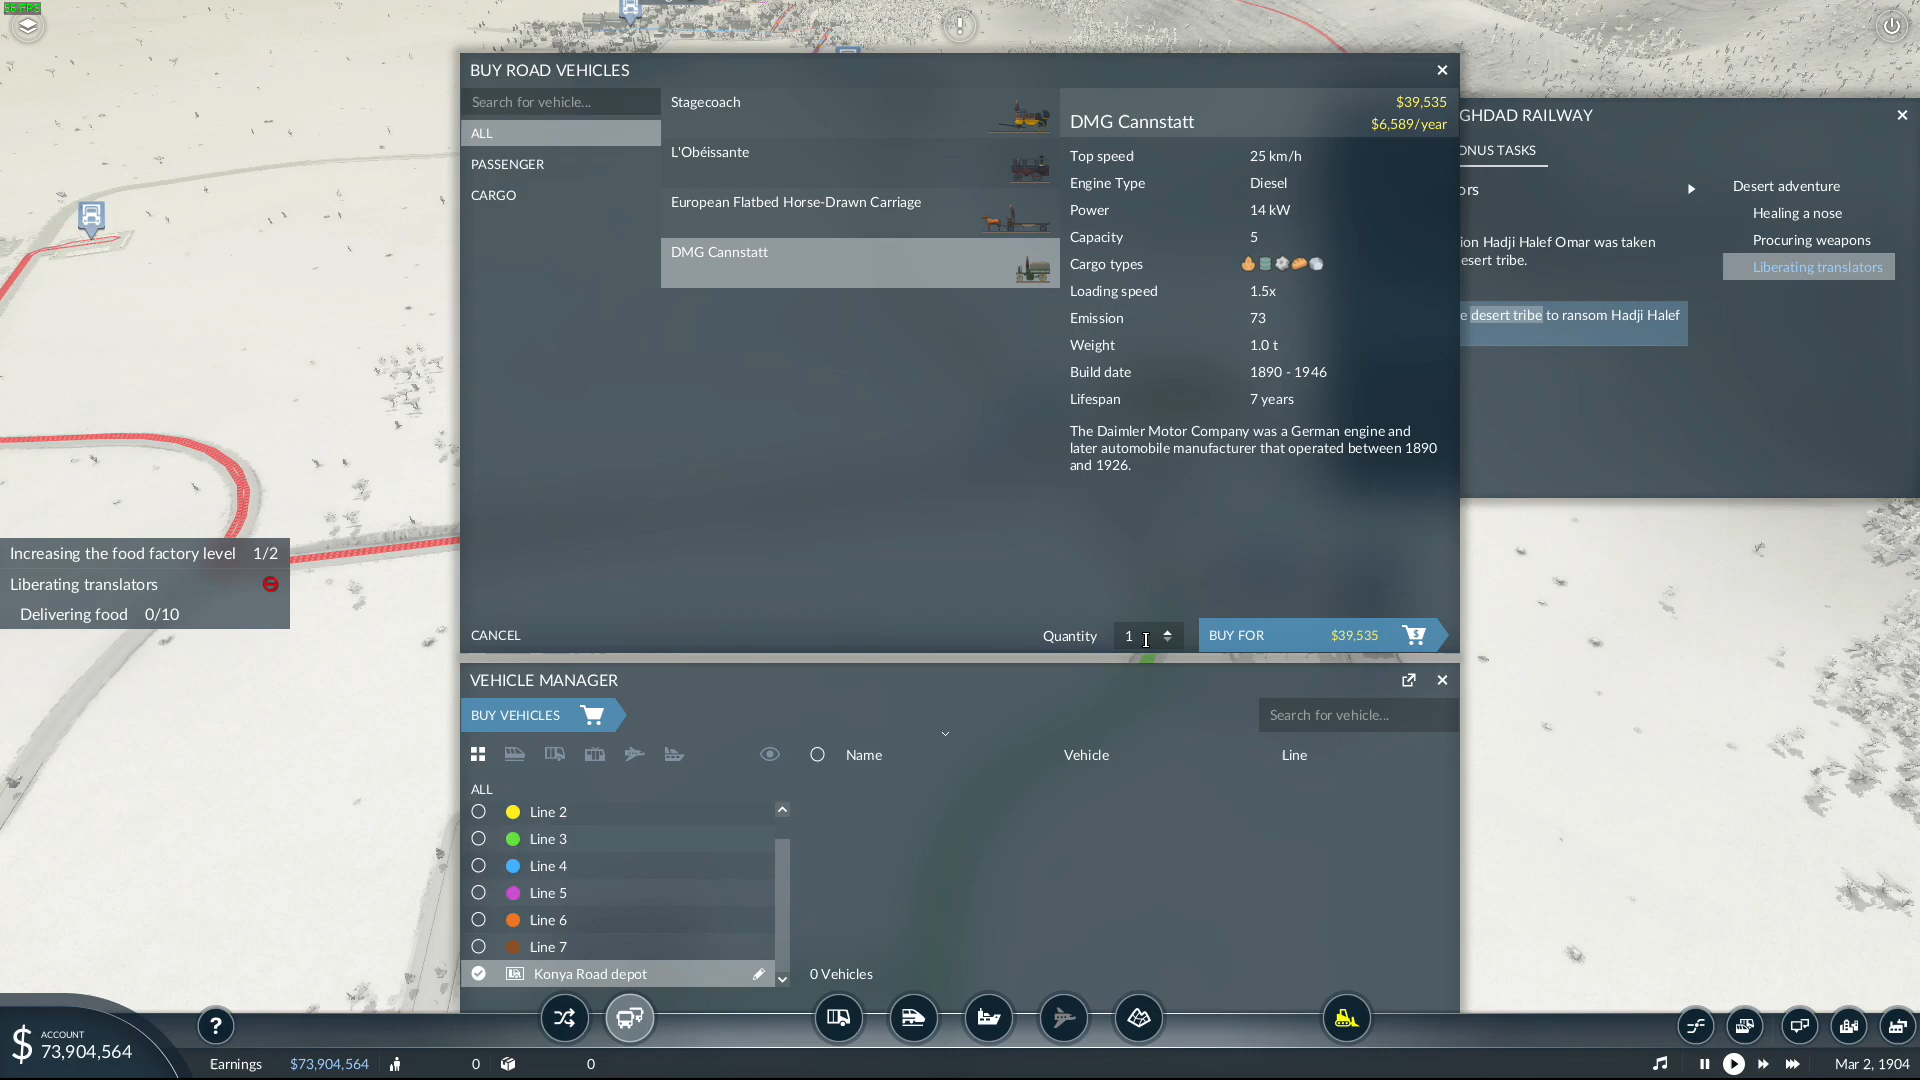 BUY ROAD VEHICLES
Search for vehicle...
ALL
PASSENGER
CARGO
Stagecoach
L'Obéissante
European Flatbed Horse-Drawn Carriage
DMG Cannstatt
$39,535
DMG Cannstatt
$6,589/year
Top speed 25 km/h
Engine Type Diesel
Power 14 kW
Capacity 5
Cargo types
Loading speed 1.5x
Emission 73
Weight 1.0 t
Build date 1890 - 1946
Lifespan 7 years
The Daimler Motor Company was a German engine and
later automobile manufacturer that operated between 1890
and 1926.
CANCEL
Quantity 1
BUY FOR $39,535
GHDAD RAILWAY
ONUS TASKS
ors
Desert adventure
Healing a nose
Procuring weapons
Liberating translators
ion Hadji Halef Omar was taken
esert tribe.
e desert tribe to ransom Hadji Halef
Increasing the food factory level 1/2
Liberating translators
Delivering food 0/10
VEHICLE MANAGER
BUY VEHICLES
Search for vehicle...
Name Vehicle Line
ALL
Line 2
Line 3
Line 4
Line 5
Line 6
Line 7
Konya Road depot
0 Vehicles
?
$ ACCOUNT
73,904,564
Earnings $73,904,564 0 0
Mar 2, 1904